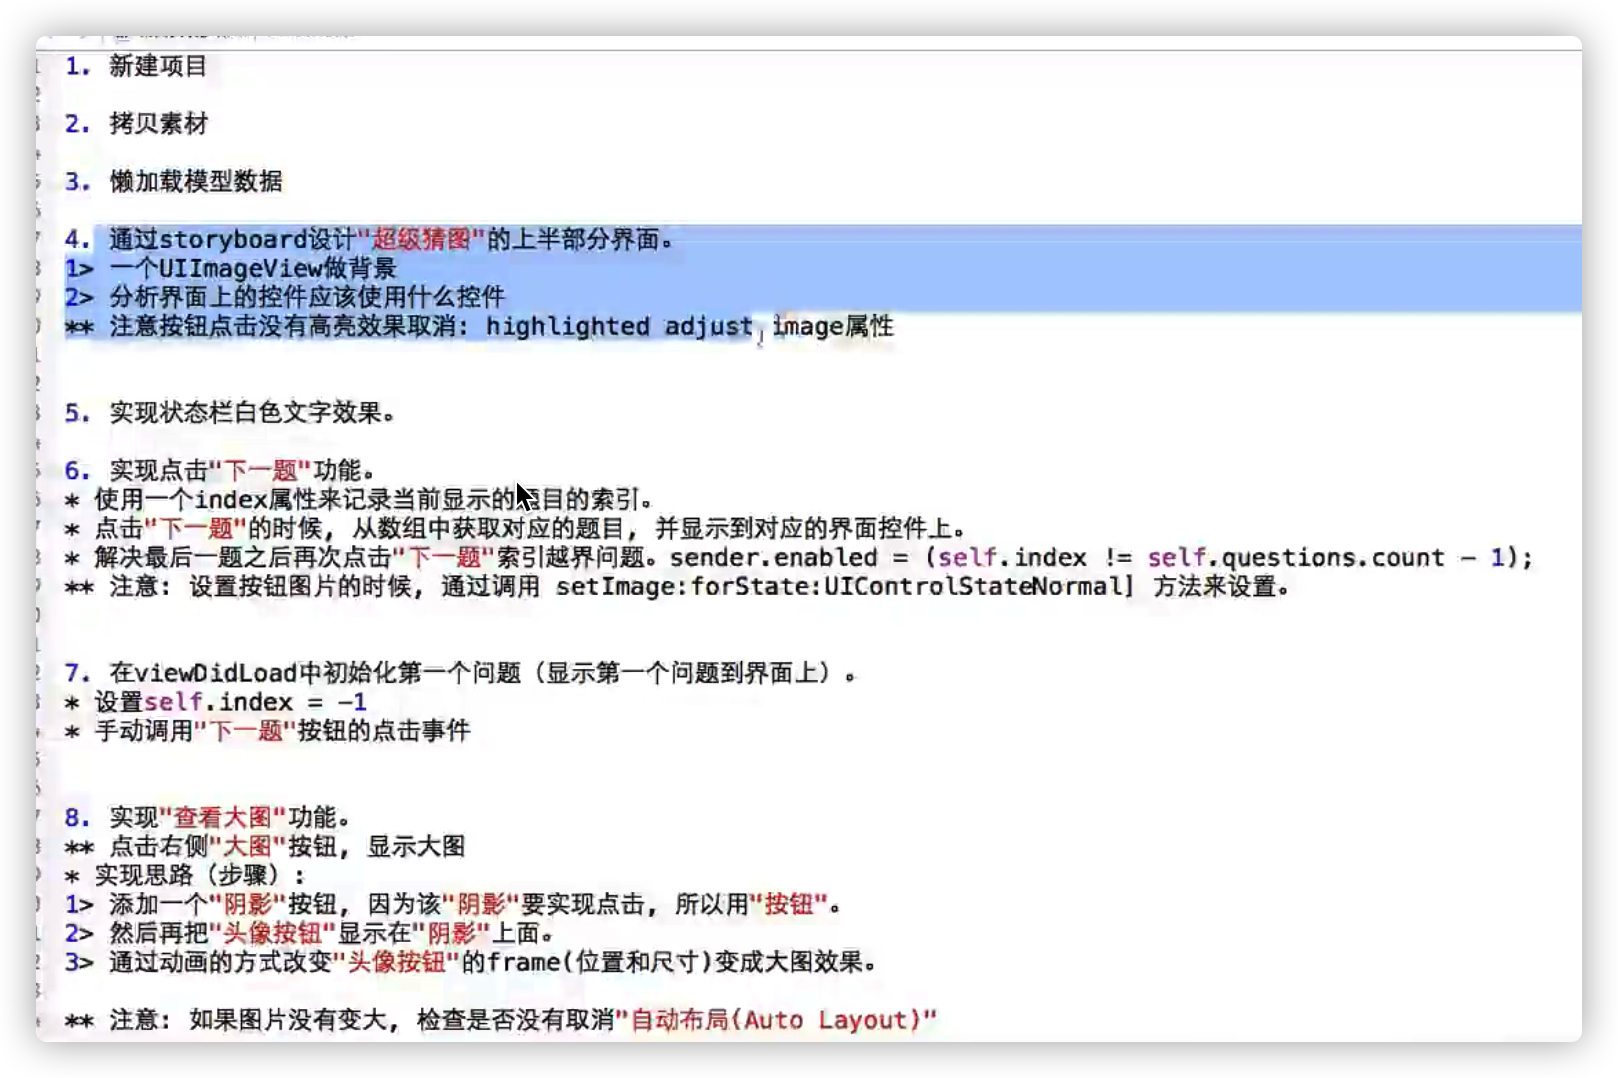 1. 新建项目
2. 拷贝素材
3. 懒加载模型数据
4. 通过storyboard设计"超级猜图"的上半部分界面。
1> 一个UIImageView做背景
2> 分析界面上的控件应该使用什么控件
** 注意按钮点击没有高亮效果取消: highlighted adjust image属性
5. 实现状态栏白色文字效果。
6. 实现点击"下一题"功能。
* 使用一个index属性来记录当前显示的题目的索引。
* 点击"下一题"的时候, 从数组中获取对应的题目, 并显示到对应的界面控件上。
* 解决最后一题之后再次点击"下一题"索引越界问题。sender.enabled = (self.index != self.questions.count - 1);
** 注意: 设置按钮图片的时候, 通过调用 setImage:forState:UIControlStateNormal] 方法来设置。
7. 在viewDidLoad中初始化第一个问题（显示第一个问题到界面上）。
* 设置self.index = -1
* 手动调用"下一题"按钮的点击事件
8. 实现"查看大图"功能。
** 点击右侧"大图"按钮, 显示大图
* 实现思路（步骤）:
1> 添加一个"阴影"按钮, 因为该"阴影"要实现点击, 所以用"按钮"。
2> 然后再把"头像按钮"显示在"阴影"上面。
3> 通过动画的方式改变"头像按钮"的frame(位置和尺寸)变成大图效果。
** 注意: 如果图片没有变大, 检查是否没有取消"自动布局(Auto Layout)"